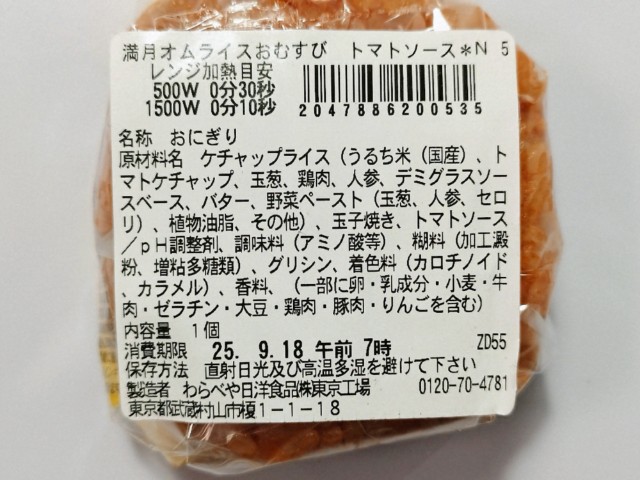 満月オムライスおむすび トマトソース*N 5
レンジ加熱目安
500W 0分30秒
1500W 0分10秒
2047886200535
名称 おにぎり
原材料名 ケチャップライス（うるち米（国産）、ト
マトケチャップ、玉葱、鶏肉、人参、デミグラスソー
スベース、バター、野菜ペースト（玉葱、人参、セロ
リ）、植物油脂、その他）、玉子焼き、トマトソース
／pH調整剤、調味料（アミノ酸等）、糊料（加工澱
粉、増粘多糖類）、グリシン、着色料（カロチノイド
、カラメル）、香料、（一部に卵・乳成分・小麦・牛
肉・ゼラチン・大豆・鶏肉・豚肉・りんごを含む）
内容量 1個
消費期限 25. 9.18 午前 7時 ZD55
保存方法 直射日光及び高温多湿を避けて下さい
製造者 わらべや日洋食品㈱東京工場 0120-70-4781
東京都武蔵村山市榎1-1-18